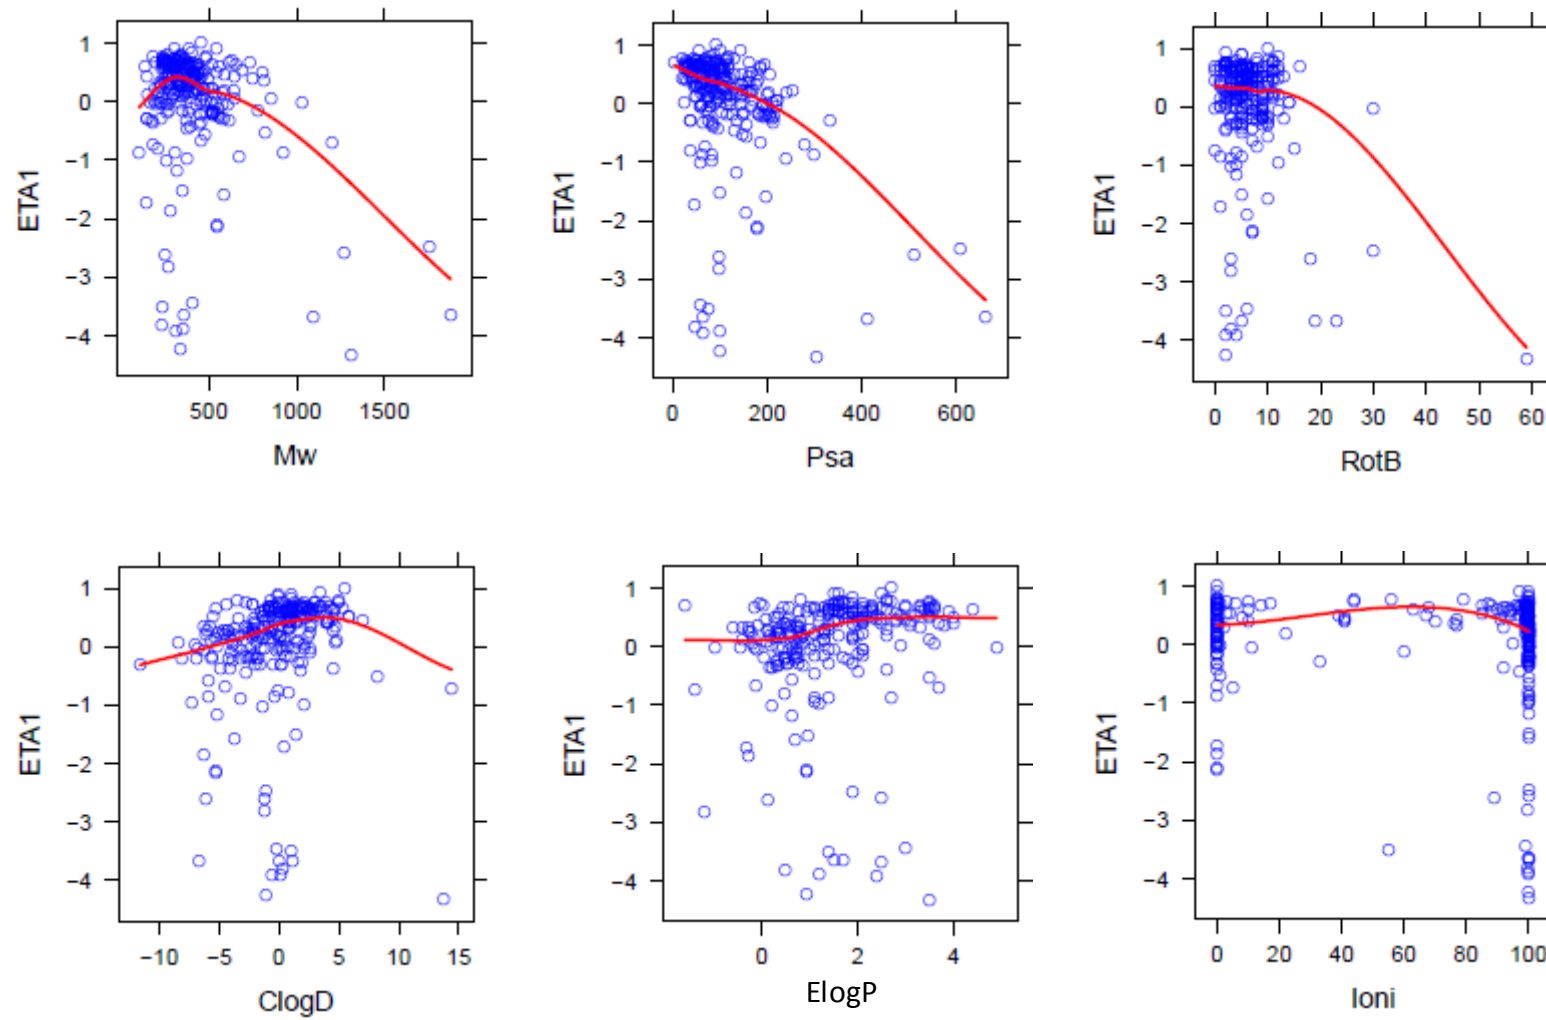 1 1 1
0 0 0
−1 −1 −1
−2 −2 −2
−3 −3 −3
−4 −4 −4
ETA1 ETA1 ETA1
500 1000 1500 0 200 400 600 0 10 20 30 40 50 60
Mw Psa RotB
1 1 1
0 0 0
−1 −1 −1
−2 −2 −2
−3 −3 −3
−4 −4 −4
ETA1 ETA1 ETA1
−10 −5 0 5 10 15 0 2 4 0 20 40 60 80 100
ClogD ElogP Ioni